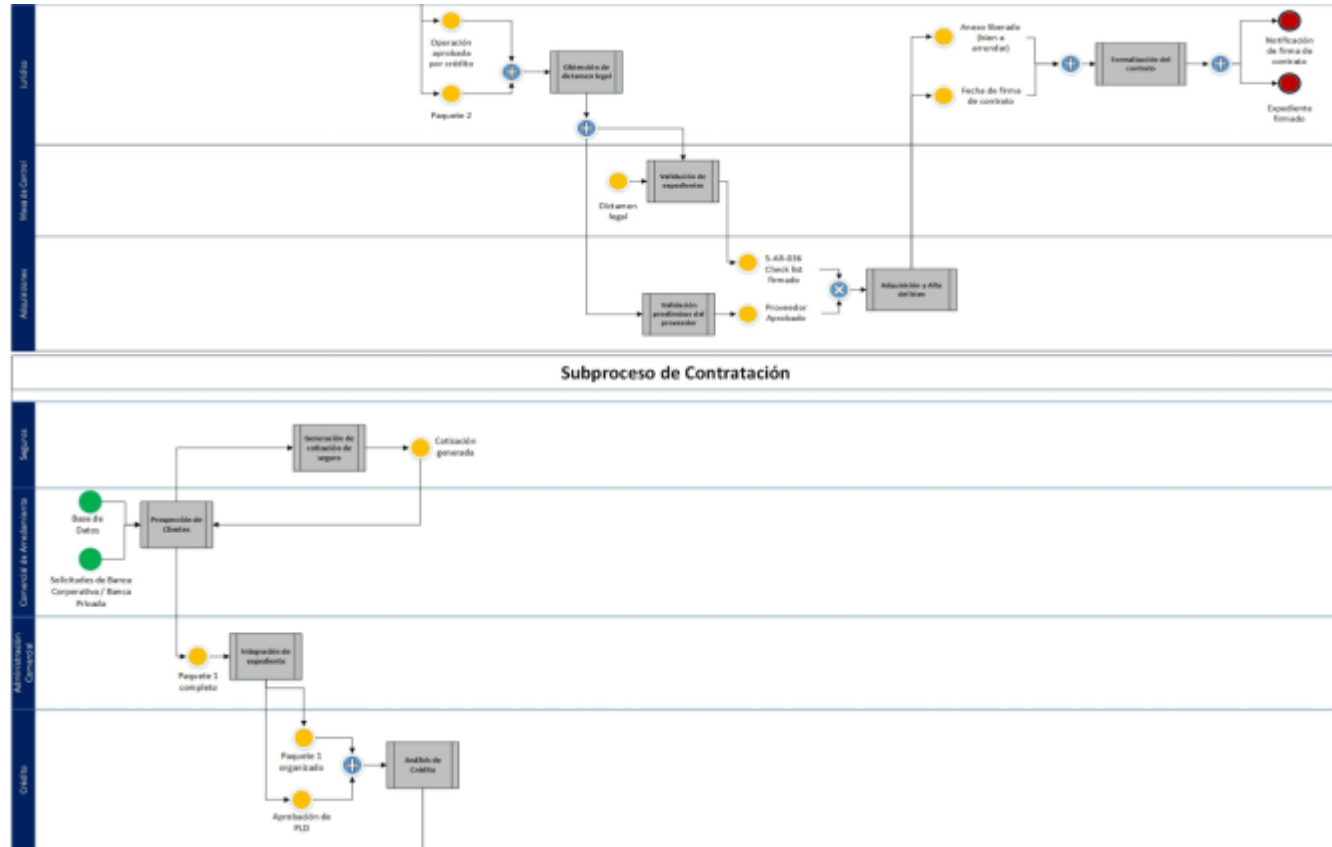 Jurídico
Operación
aprobada
por crédito
Paquete 2
Obtención de
dictamen legal
Anexo liberado
(bien a
arrendar)
Fecha de firma
de contrato
Formalización del
contrato
Notificación
de firma de
contrato
Expediente
firmado
Mesa de Control
Dictamen
legal
Validación de
expedientes
Adquisiciones
Validación
preliminar del
proveedor
5-AR-036
Check list
firmado
Proveedor
Aprobado
Adquisición y Alta
del bien
Subproceso de Contratación
Seguros
Generación de
cotización de
seguro
Cotización
generada
Comercial de Arrendamiento
Base de
Datos
Solicitudes de Banca
Corporativa / Banca
Privada
Prospección de
Clientes
Administración
Comercial
Paquete 1
completo
Integración de
expediente
Crédito
Paquete 1
organizado
Aprobación de
PLD
Análisis de
Crédito